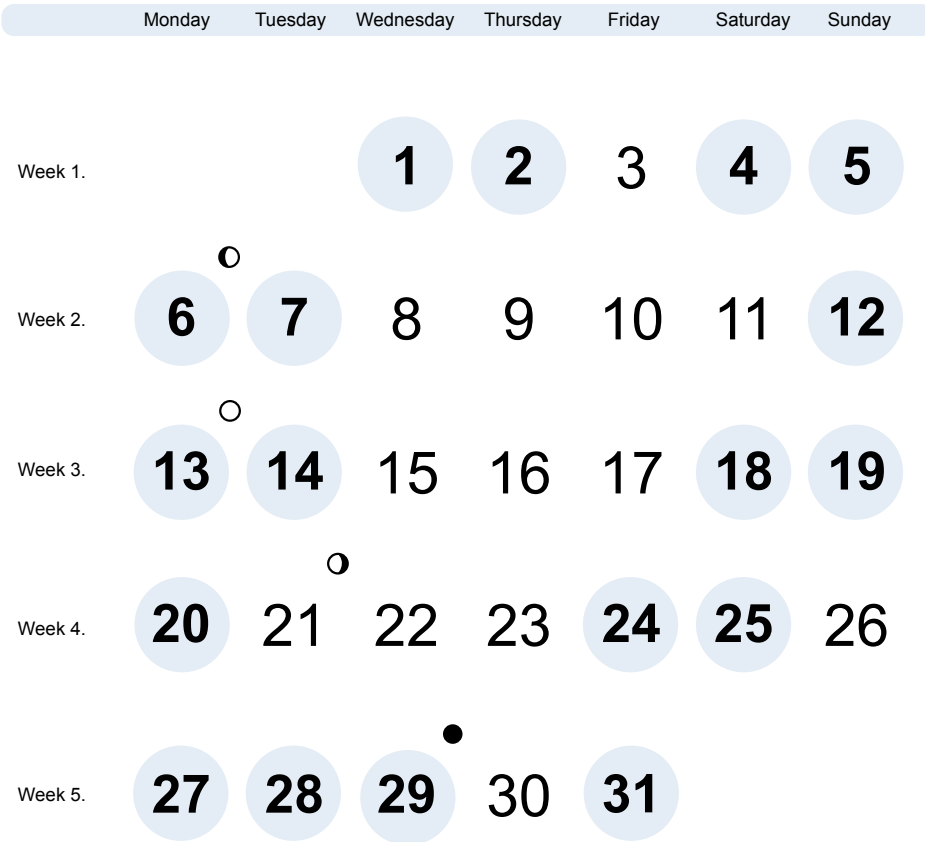 Monday Tuesday Wednesday Thursday Friday Saturday Sunday
Week 1. 1 2 3 4 5
Week 2. 6 7 8 9 10 11 12
Week 3. 13 14 15 16 17 18 19
Week 4. 20 21 22 23 24 25 26
Week 5. 27 28 29 30 31